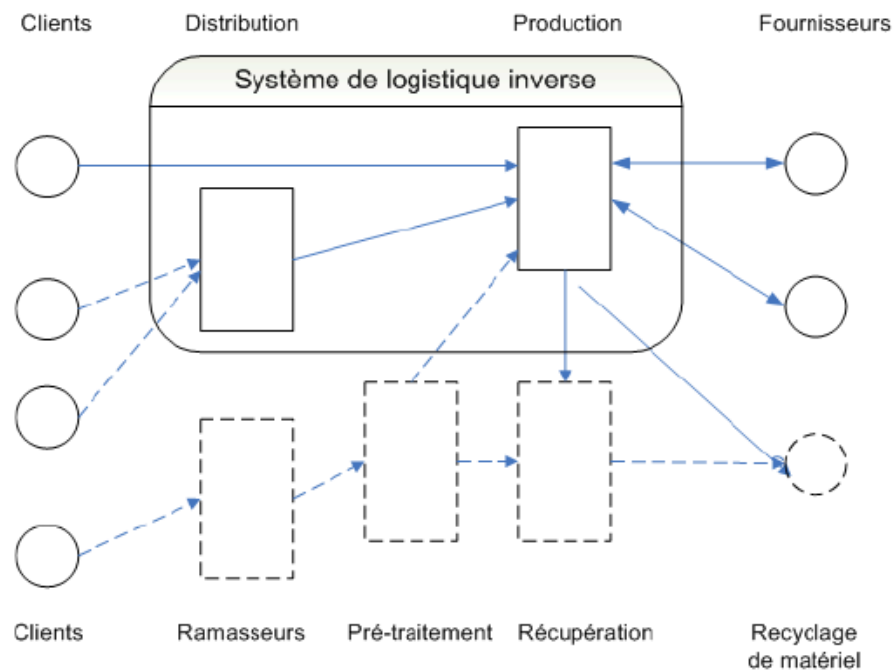 Clients
Distribution
Production
Fournisseurs
Système de logistique inverse
Clients
Ramasseurs
Pré-traitement
Récupération
Recyclage
de matériel